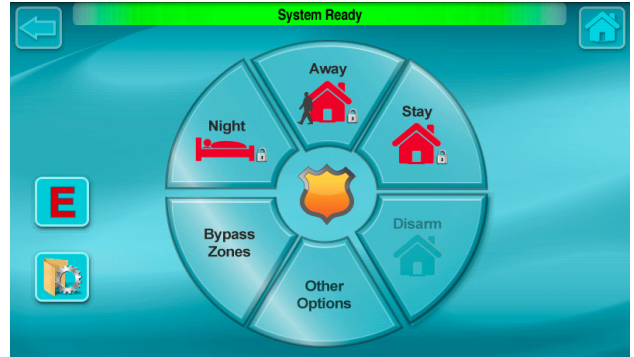 System Ready
Away
Night
Stay
E
Bypass
Zones
Disarm
Other
Options